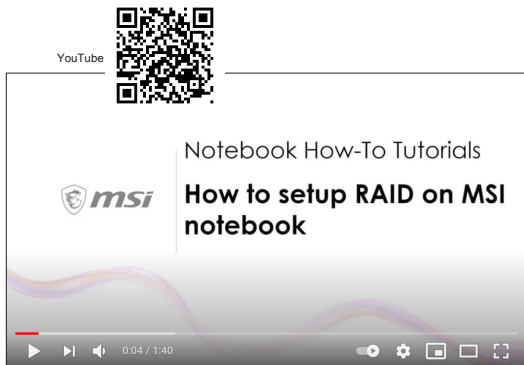 YouTube
Notebook How-To Tutorials
msi
How to setup RAID on MSI
notebook
0:04 / 1:40